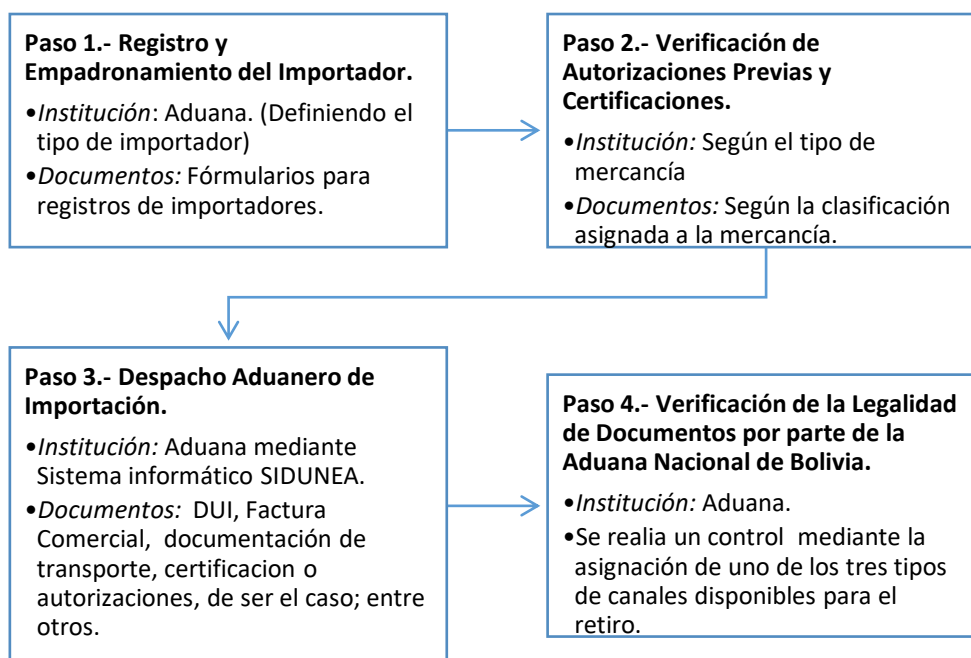 Paso 1.- Registro y
Empadronamiento del Importador.
•Institución: Aduana. (Definiendo el
tipo de importador)
•Documentos: Fórmularios para
registros de importadores.
Paso 2.- Verificación de
Autorizaciones Previas y
Certificaciones.
•Institución: Según el tipo de
mercancía
•Documentos: Según la clasificación
asignada a la mercancía.
Paso 3.- Despacho Aduanero de
Importación.
•Institución: Aduana mediante
Sistema informático SIDUNEA.
•Documentos: DUI, Factura
Comercial, documentación de
transporte, certificacion o
autorizaciones, de ser el caso; entre
otros.
Paso 4.- Verificación de la Legalidad
de Documentos por parte de la
Aduana Nacional de Bolivia.
•Institución: Aduana.
•Se realia un control mediante la
asignación de uno de los tres tipos
de canales disponibles para el
retiro.